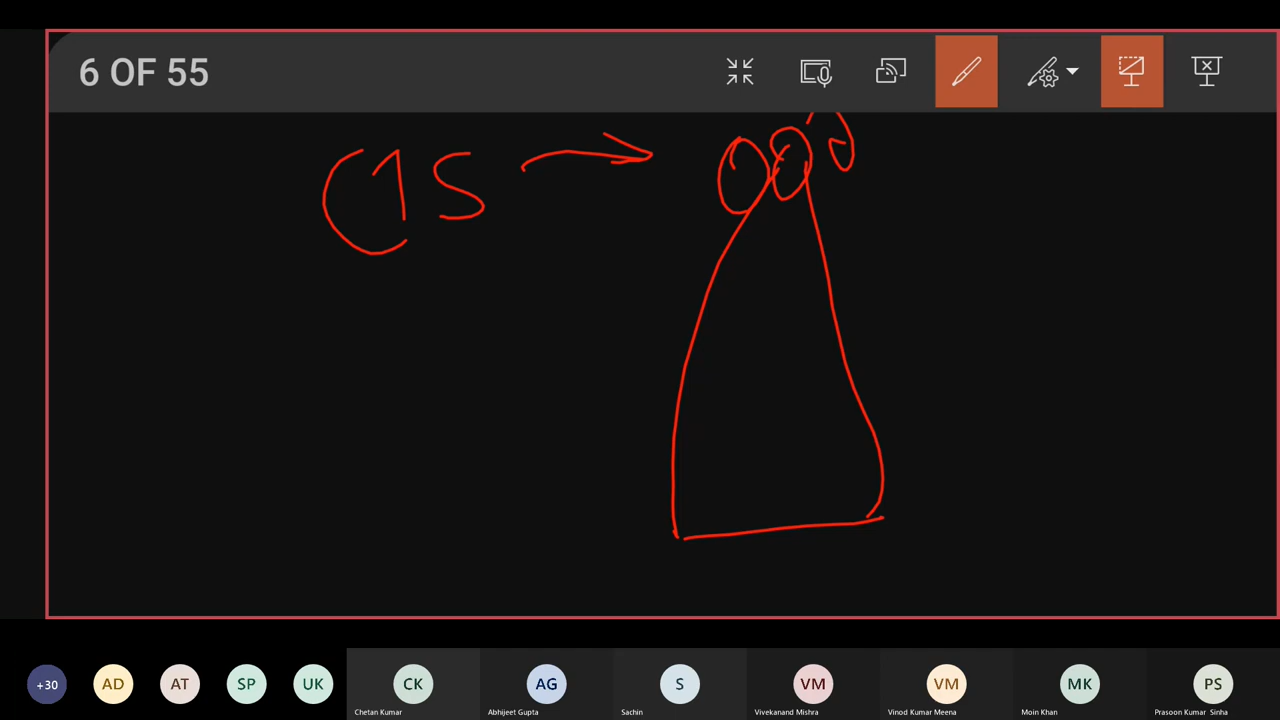 6 OF 55
C1S
+30
AD
AT
SP
UK
CK
AG
S
VM
VM
MK
PS
Chetan Kumar
Abhijeet Gupta
Sachin
Vivekanand Mishra
Vinod Kumar Meena
Moin Khan
Prasoon Kumar Sinha